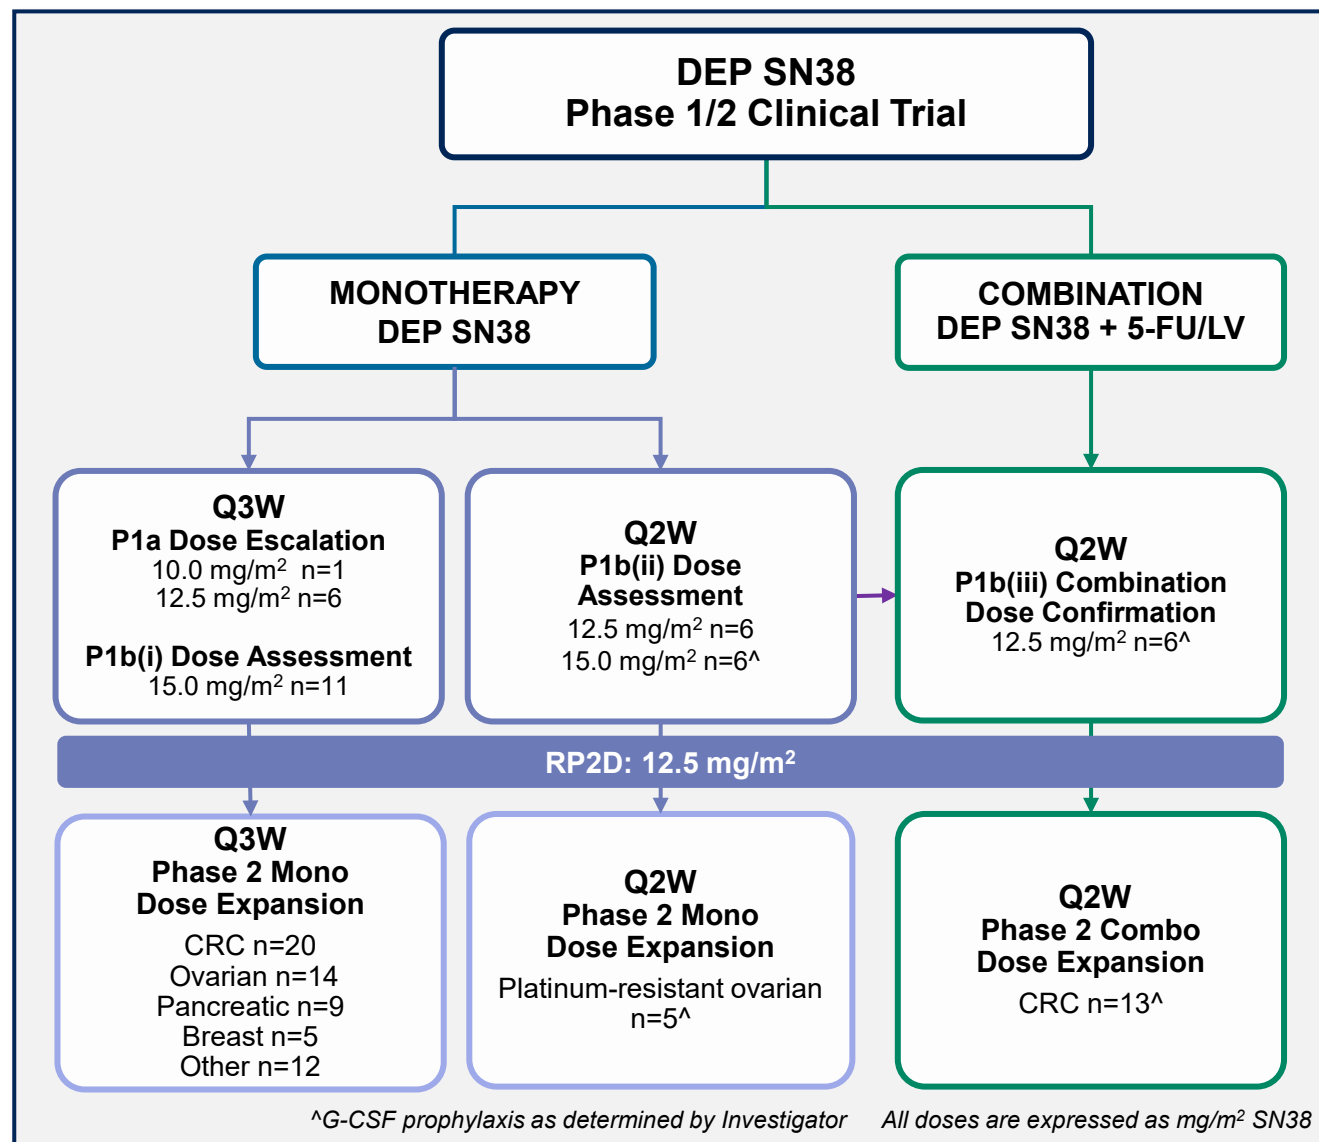 DEP SN38
Phase 1/2 Clinical Trial
MONOTHERAPY
DEP SN38
COMBINATION
DEP SN38 + 5-FU/LV
Q3W
P1a Dose Escalation
10.0 mg/m² n=1
12.5 mg/m² n=6
P1b(i) Dose Assessment
15.0 mg/m² n=11
Q2W
P1b(ii) Dose
Assessment
12.5 mg/m² n=6
15.0 mg/m² n=6^
Q2W
P1b(iii) Combination
Dose Confirmation
12.5 mg/m² n=6^
RP2D: 12.5 mg/m²
Q3W
Phase 2 Mono
Dose Expansion
CRC n=20
Ovarian n=14
Pancreatic n=9
Breast n=5
Other n=12
Q2W
Phase 2 Mono
Dose Expansion
Platinum-resistant ovarian
n=5^
Q2W
Phase 2 Combo
Dose Expansion
CRC n=13^
^G-CSF prophylaxis as determined by Investigator
All doses are expressed as mg/m² SN38